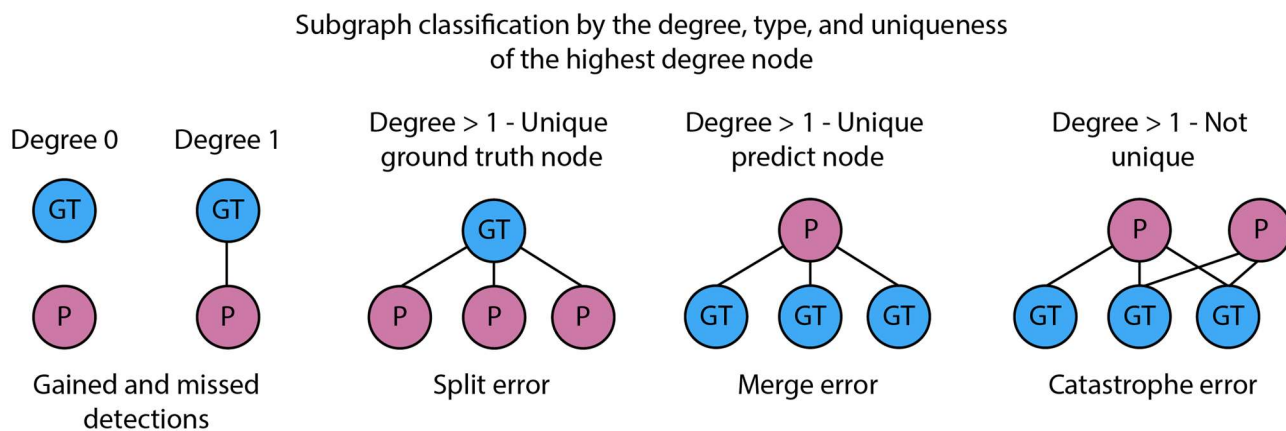 Subgraph classification by the degree, type, and uniqueness
of the highest degree node
Degree 0
Degree 1
Degree > 1 - Unique
ground truth node
Degree > 1 - Unique
predict node
Degree > 1 - Not
unique
GT
GT
P
P
GT
P
P
P
P
GT
GT
GT
P
P
GT
GT
GT
Gained and missed
detections
Split error
Merge error
Catastrophe error